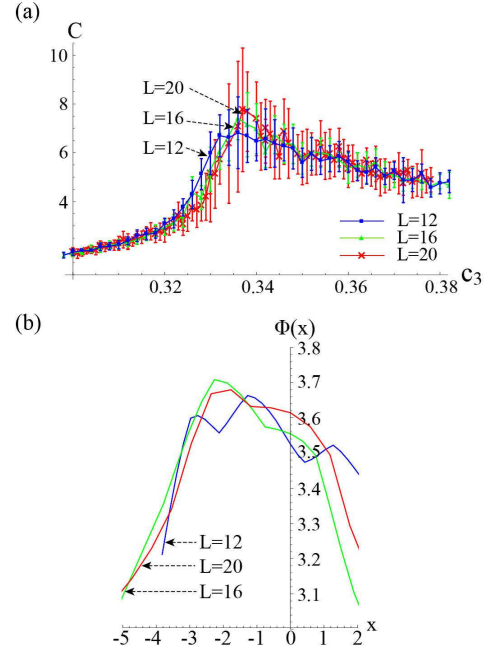 (a)
C
10
8
6
4
L=20
L=16
L=12
L=12
L=16
L=20
0.32 0.34 0.36 0.38
c3
(b)
Φ(x)
3.8
3.7
3.6
3.5
3.4
3.3
3.2
3.1
L=12
L=20
L=16
-5 -4 -3 -2 -1 0 1 2
x